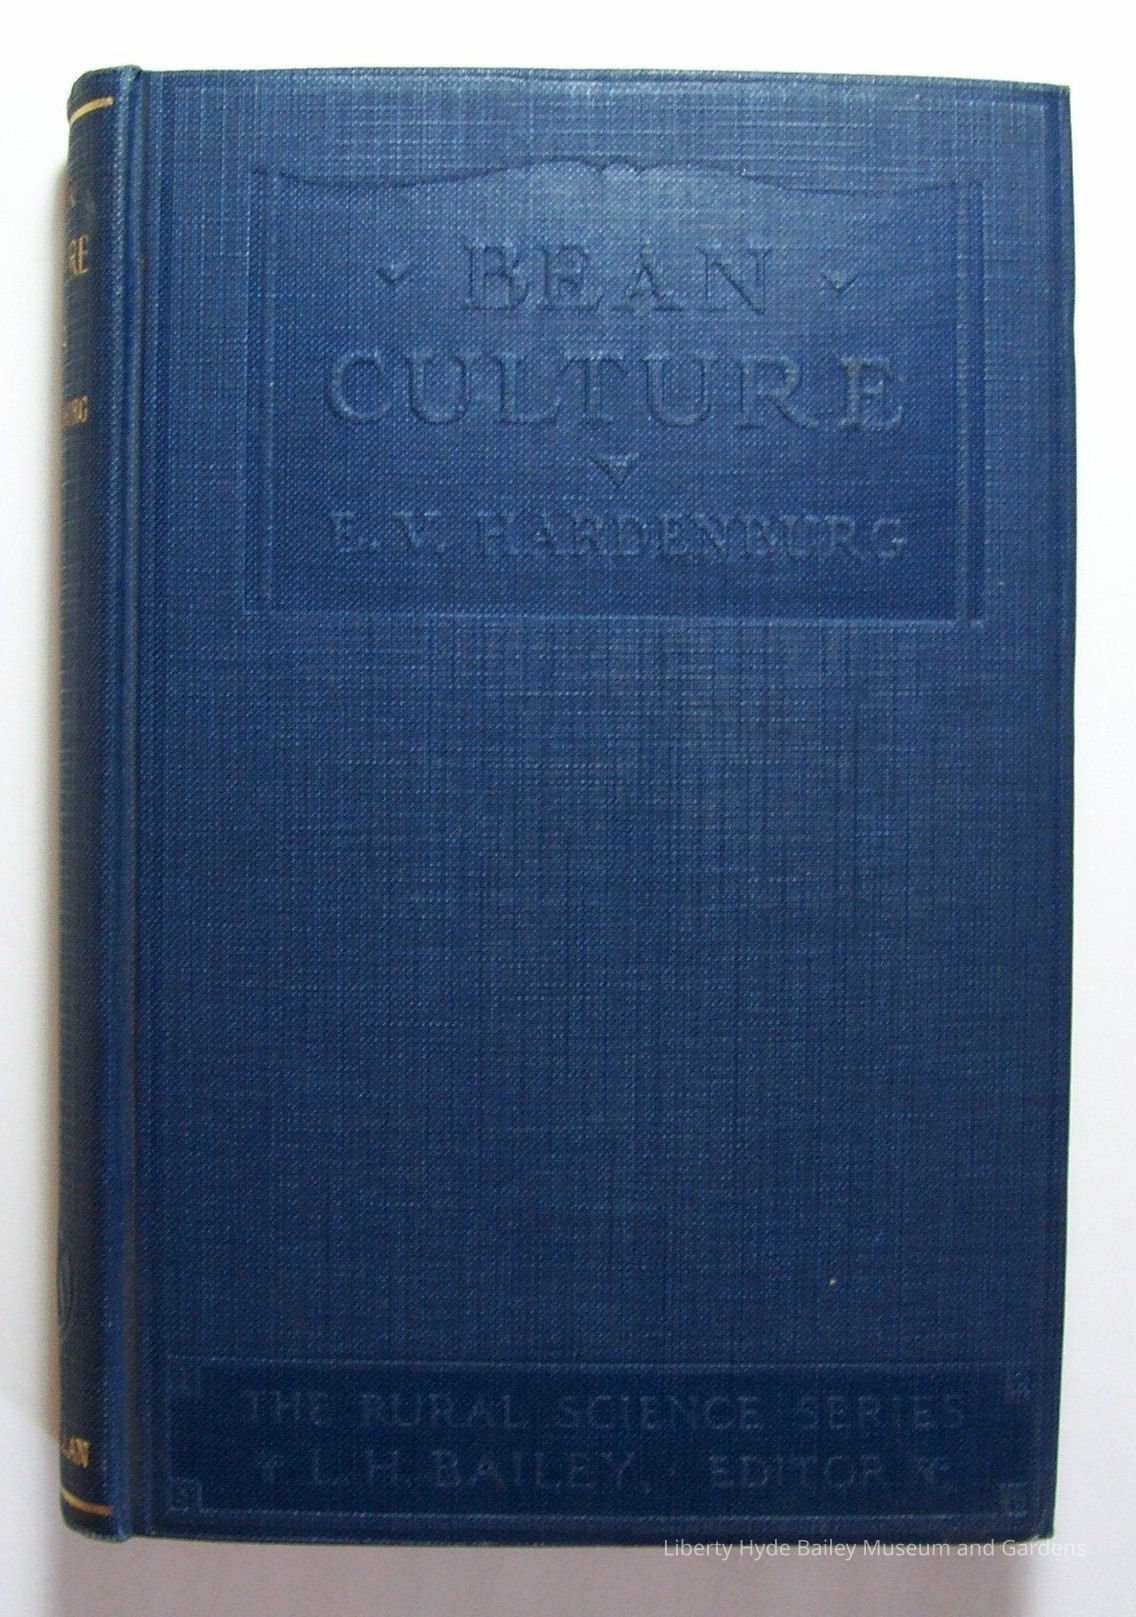 BEAN
CULTURE
E. V. HARDENBURG
THE RURAL SCIENCE SERIES
L. H. BAILEY, EDITOR
Liberty Hyde Bailey Museum and Gardens